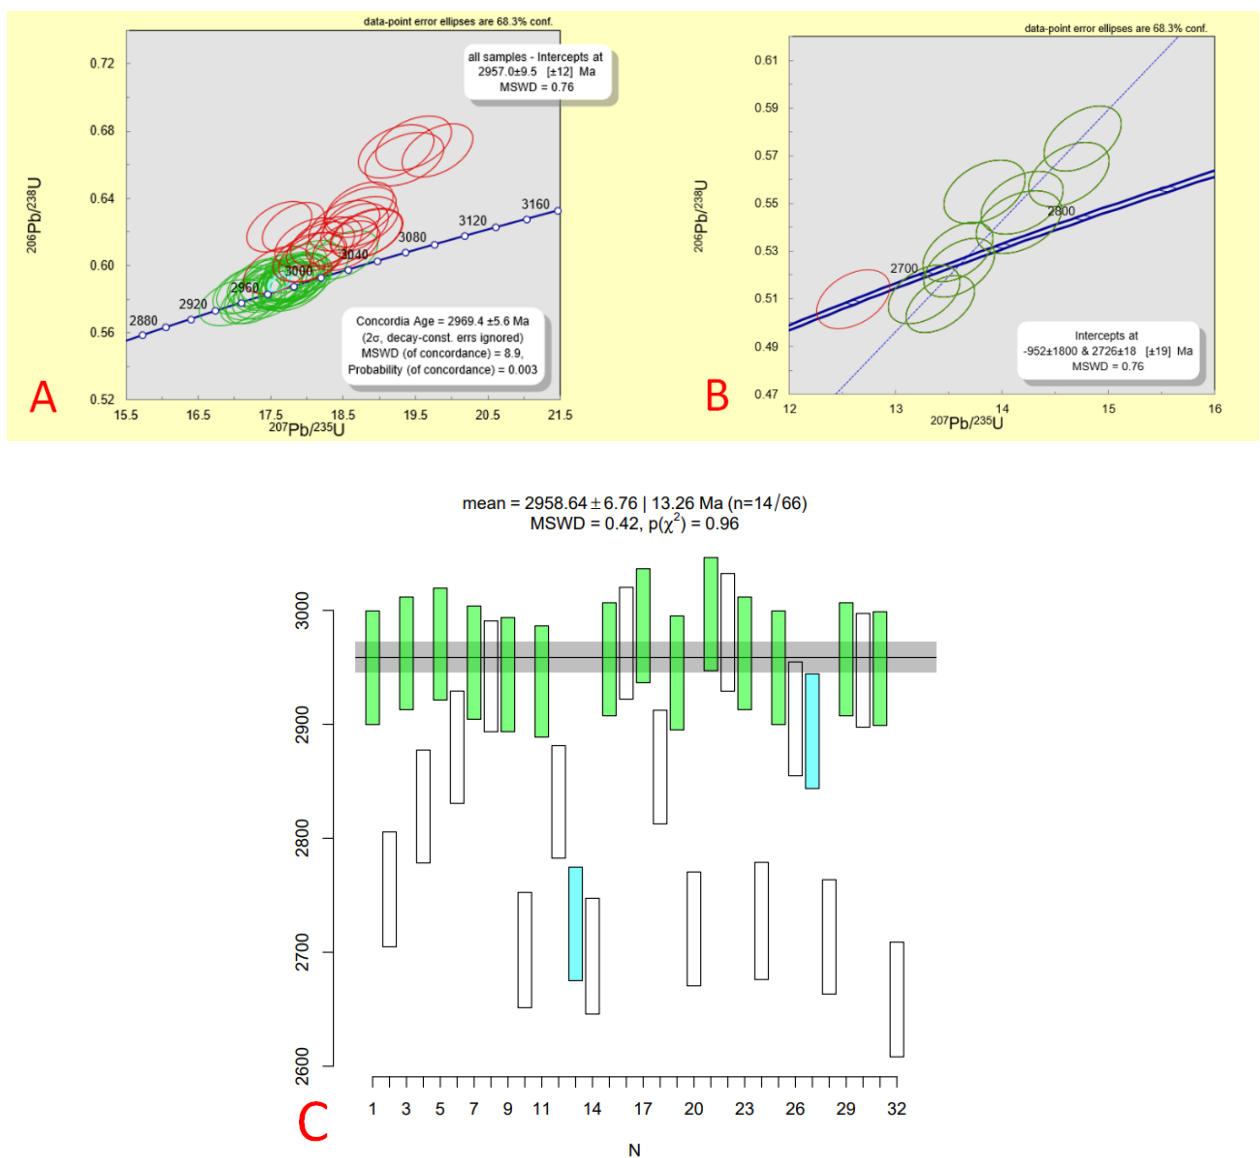 data-point error ellipses are 68.3% conf.
0.72
0.68
0.64
0.60
0.56
0.52
206Pb/238U
all samples - Intercepts at
2957.0±9.5 [±12] Ma
MSWD = 0.76
3160
3120
3080
3040
3000
2960
2920
2880
Concordia Age = 2969.4 ±5.6 Ma
(2σ, decay-const. errs ignored)
MSWD (of concordance) = 8.9,
Probability (of concordance) = 0.003
A
15.5 16.5 17.5 18.5 19.5 20.5 21.5
207Pb/235U
data-point error ellipses are 68.3% conf.
0.61
0.59
0.57
0.55
0.53
0.51
0.49
0.47
206Pb/238U
2800
2700
Intercepts at
-952±1800 & 2726±18 [±19] Ma
MSWD = 0.76
B
12 13 14 15 16
207Pb/235U
mean = 2958.64 ± 6.76 | 13.26 Ma (n=14/66)
MSWD = 0.42, p(χ2) = 0.96
3000
2900
2800
2700
2600
C
1 3 5 7 9 11 14 17 20 23 26 29 32
N